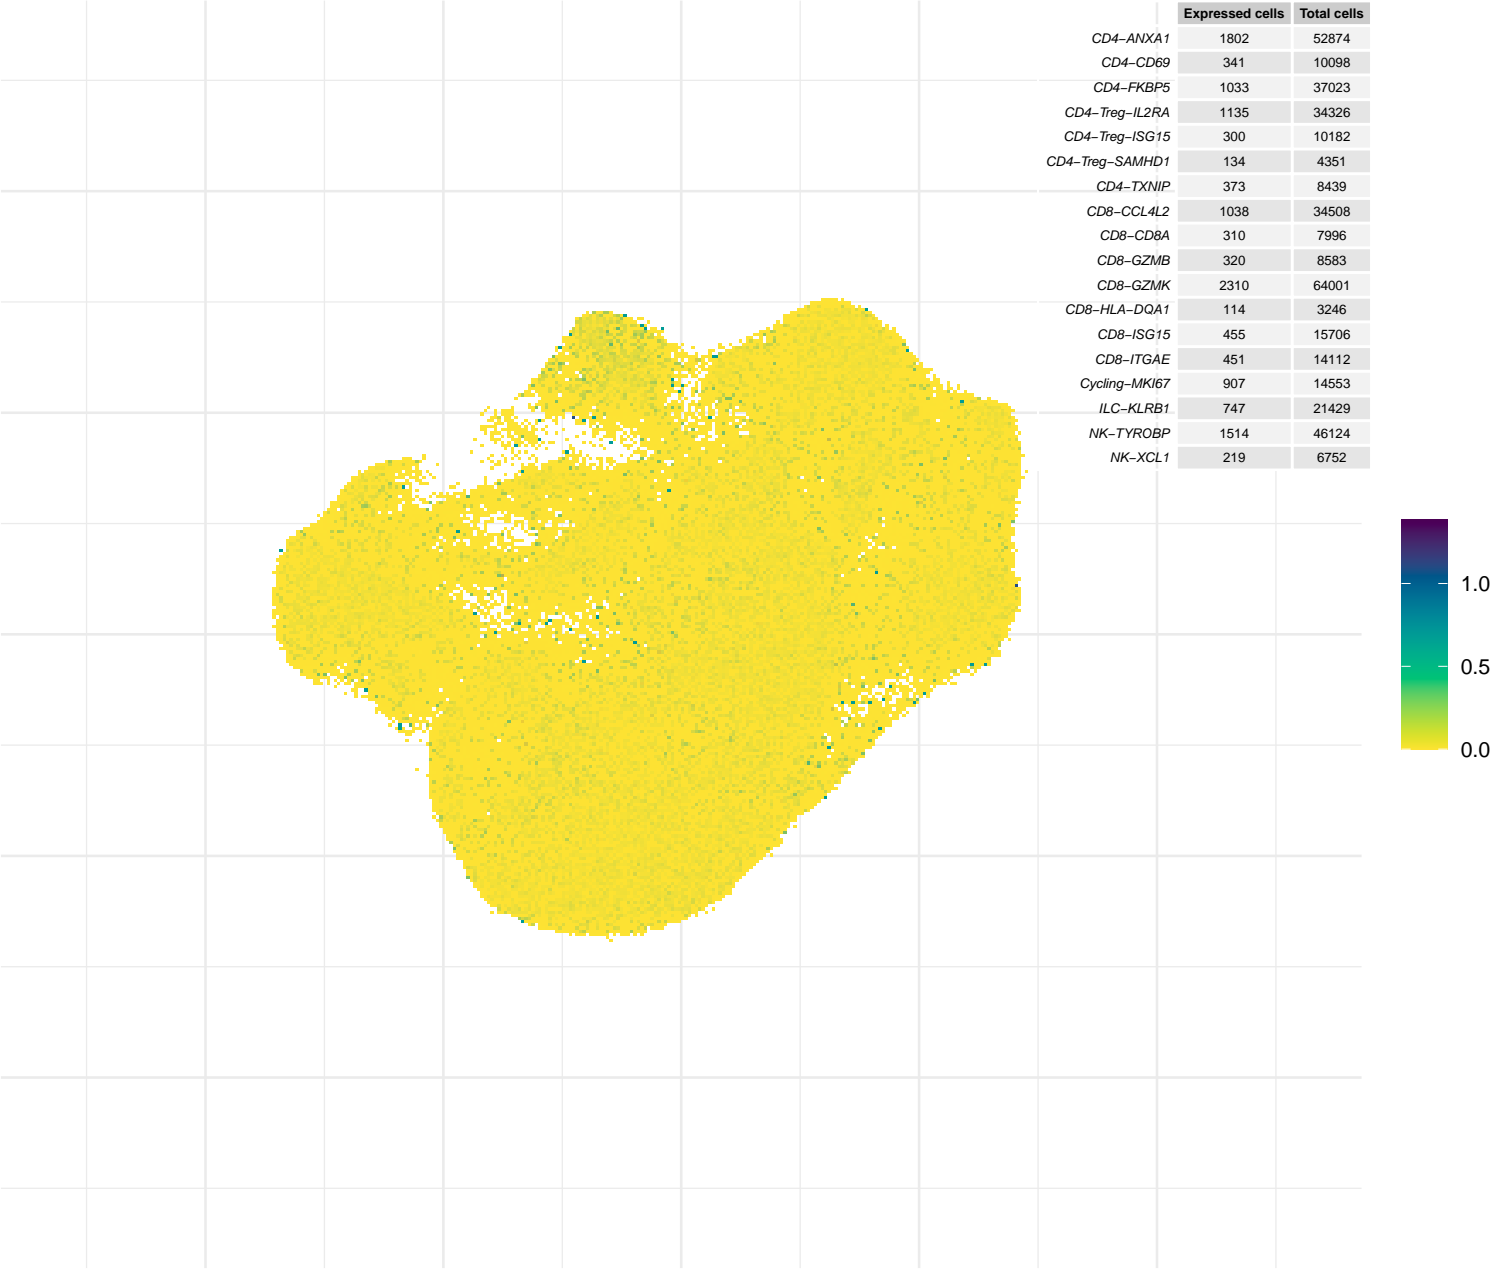 Expressed cells Total cells
CD4−ANXA1 1802 52874
CD4−CD69 341 10098
CD4−FKBP5 1033 37023
CD4−Treg−IL2RA 1135 34326
CD4−Treg−ISG15 300 10182
CD4−Treg−SAMHD1 134 4351
CD4−TXNIP 373 8439
CD8−CCL4L2 1038 34508
CD8−CD8A 310 7996
CD8−GZMB 320 8583
CD8−GZMK 2310 64001
CD8−HLA−DQA1 114 3246
CD8−ISG15 455 15706
CD8−ITGAE 451 14112
Cycling−MKI67 907 14553
ILC−KLRB1 747 21429
NK−TYROBP 1514 46124
NK−XCL1 219 6752
1.0
0.5
0.0